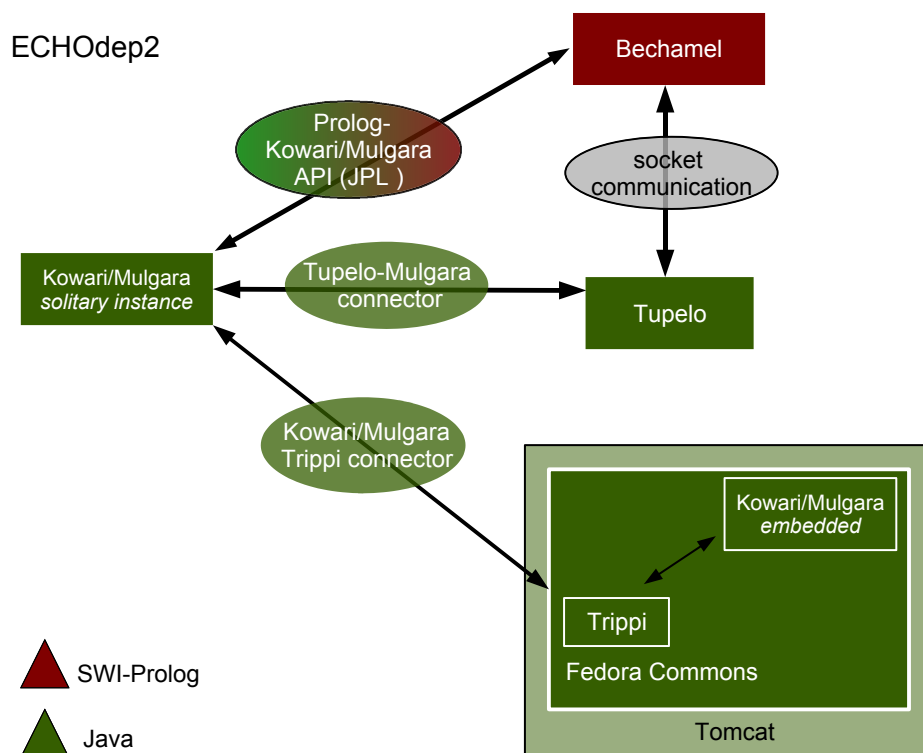 ECHOdep2
Bechamel
Prolog-
Kowari/Mulgara
API (JPL )
socket
communication
Kowari/Mulgara
solitary instance
Tupelo-Mulgara
connector
Tupelo
Kowari/Mulgara
Trippi connector
Kowari/Mulgara
embedded
Trippi
Fedora Commons
Tomcat
SWI-Prolog
Java